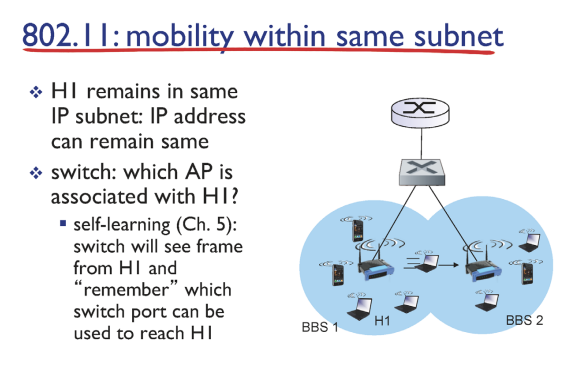 802.11: mobility within same subnet
❖ H1 remains in same
IP subnet: IP address
can remain same
❖ switch: which AP is
associated with H1?
▪ self-learning (Ch. 5):
switch will see frame
from H1 and
“remember” which
switch port can be
used to reach H1
BBS 1
H1
BBS 2